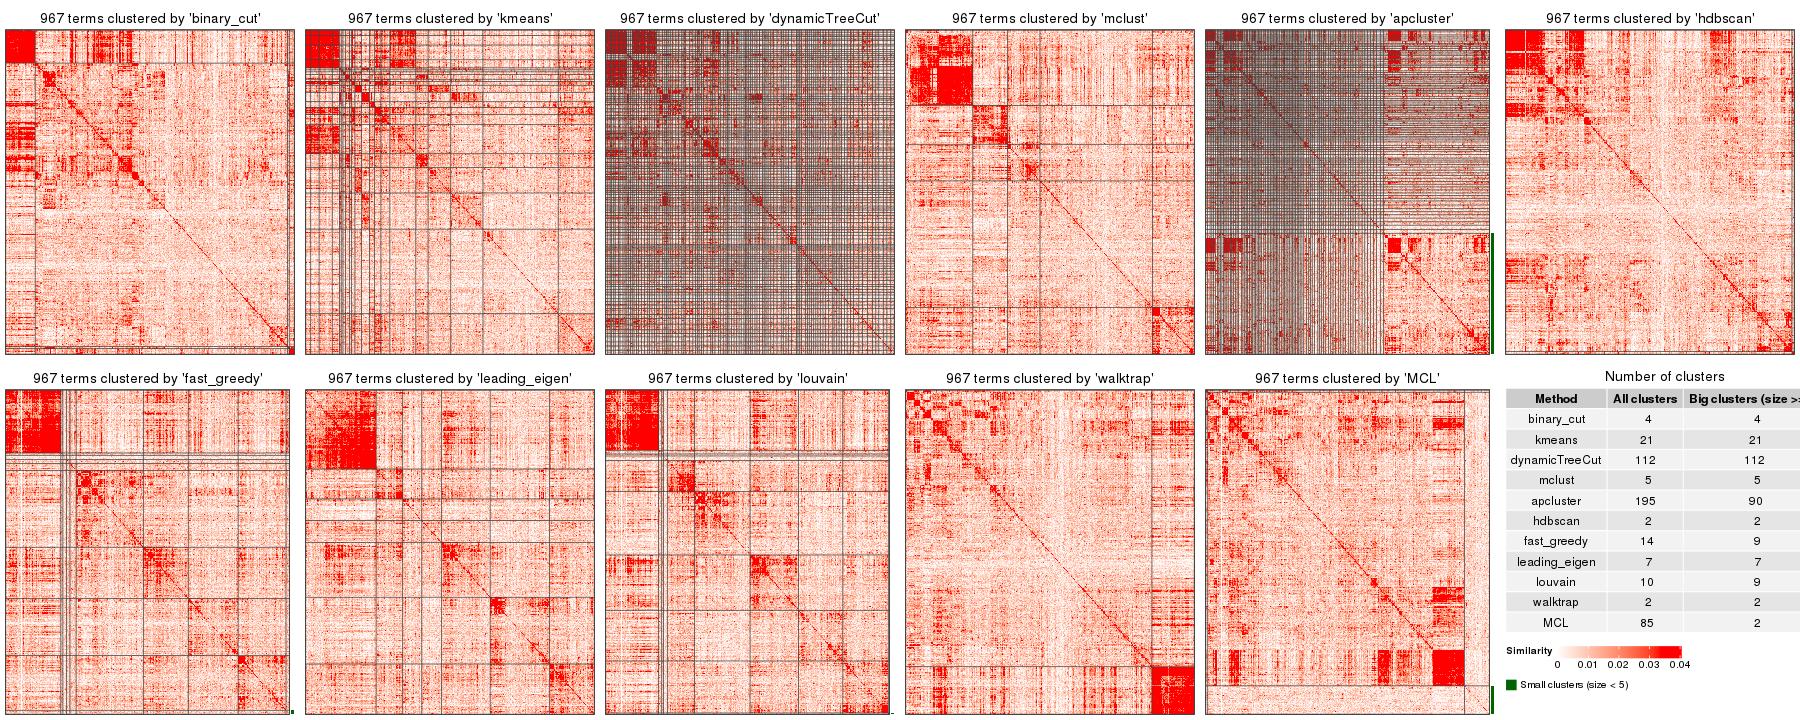 967 terms clustered by 'binary_cut'
967 terms clustered by 'kmeans'
967 terms clustered by 'dynamicTreeCut'
967 terms clustered by 'mclust'
967 terms clustered by 'apcluster'
967 terms clustered by 'hdbscan'
967 terms clustered by 'fast_greedy'
967 terms clustered by 'leading_eigen'
967 terms clustered by 'louvain'
967 terms clustered by 'walktrap'
967 terms clustered by 'MCL'
Number of clusters
Method All clusters Big clusters (size >=
binary_cut 4 4
kmeans 21 21
dynamicTreeCut 112 112
mclust 5 5
apcluster 195 90
hdbscan 2 2
fast_greedy 14 9
leading_eigen 7 7
louvain 10 9
walktrap 2 2
MCL 85 2
Similarity
0 0.01 0.02 0.03 0.04
Small clusters (size < 5)